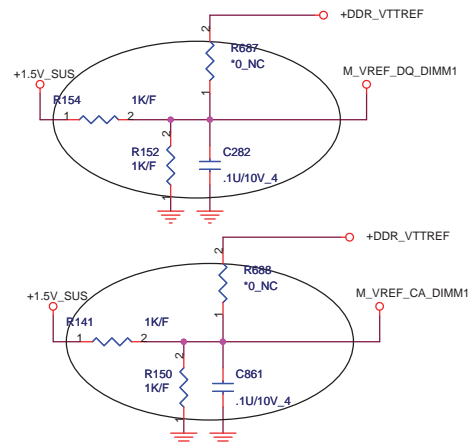 +DDR_VTTREF
2
R687
*0_NC
1
+1.5V_SUS
M_VREF_DQ_DIMM1
R154
1K/F
1
2
R152
1K/F
2
1
C282
.1U/10V_4
+DDR_VTTREF
2
R688
*0_NC
1
+1.5V_SUS
M_VREF_CA_DIMM1
R141
1K/F
1
2
R150
1K/F
2
1
C861
.1U/10V_4